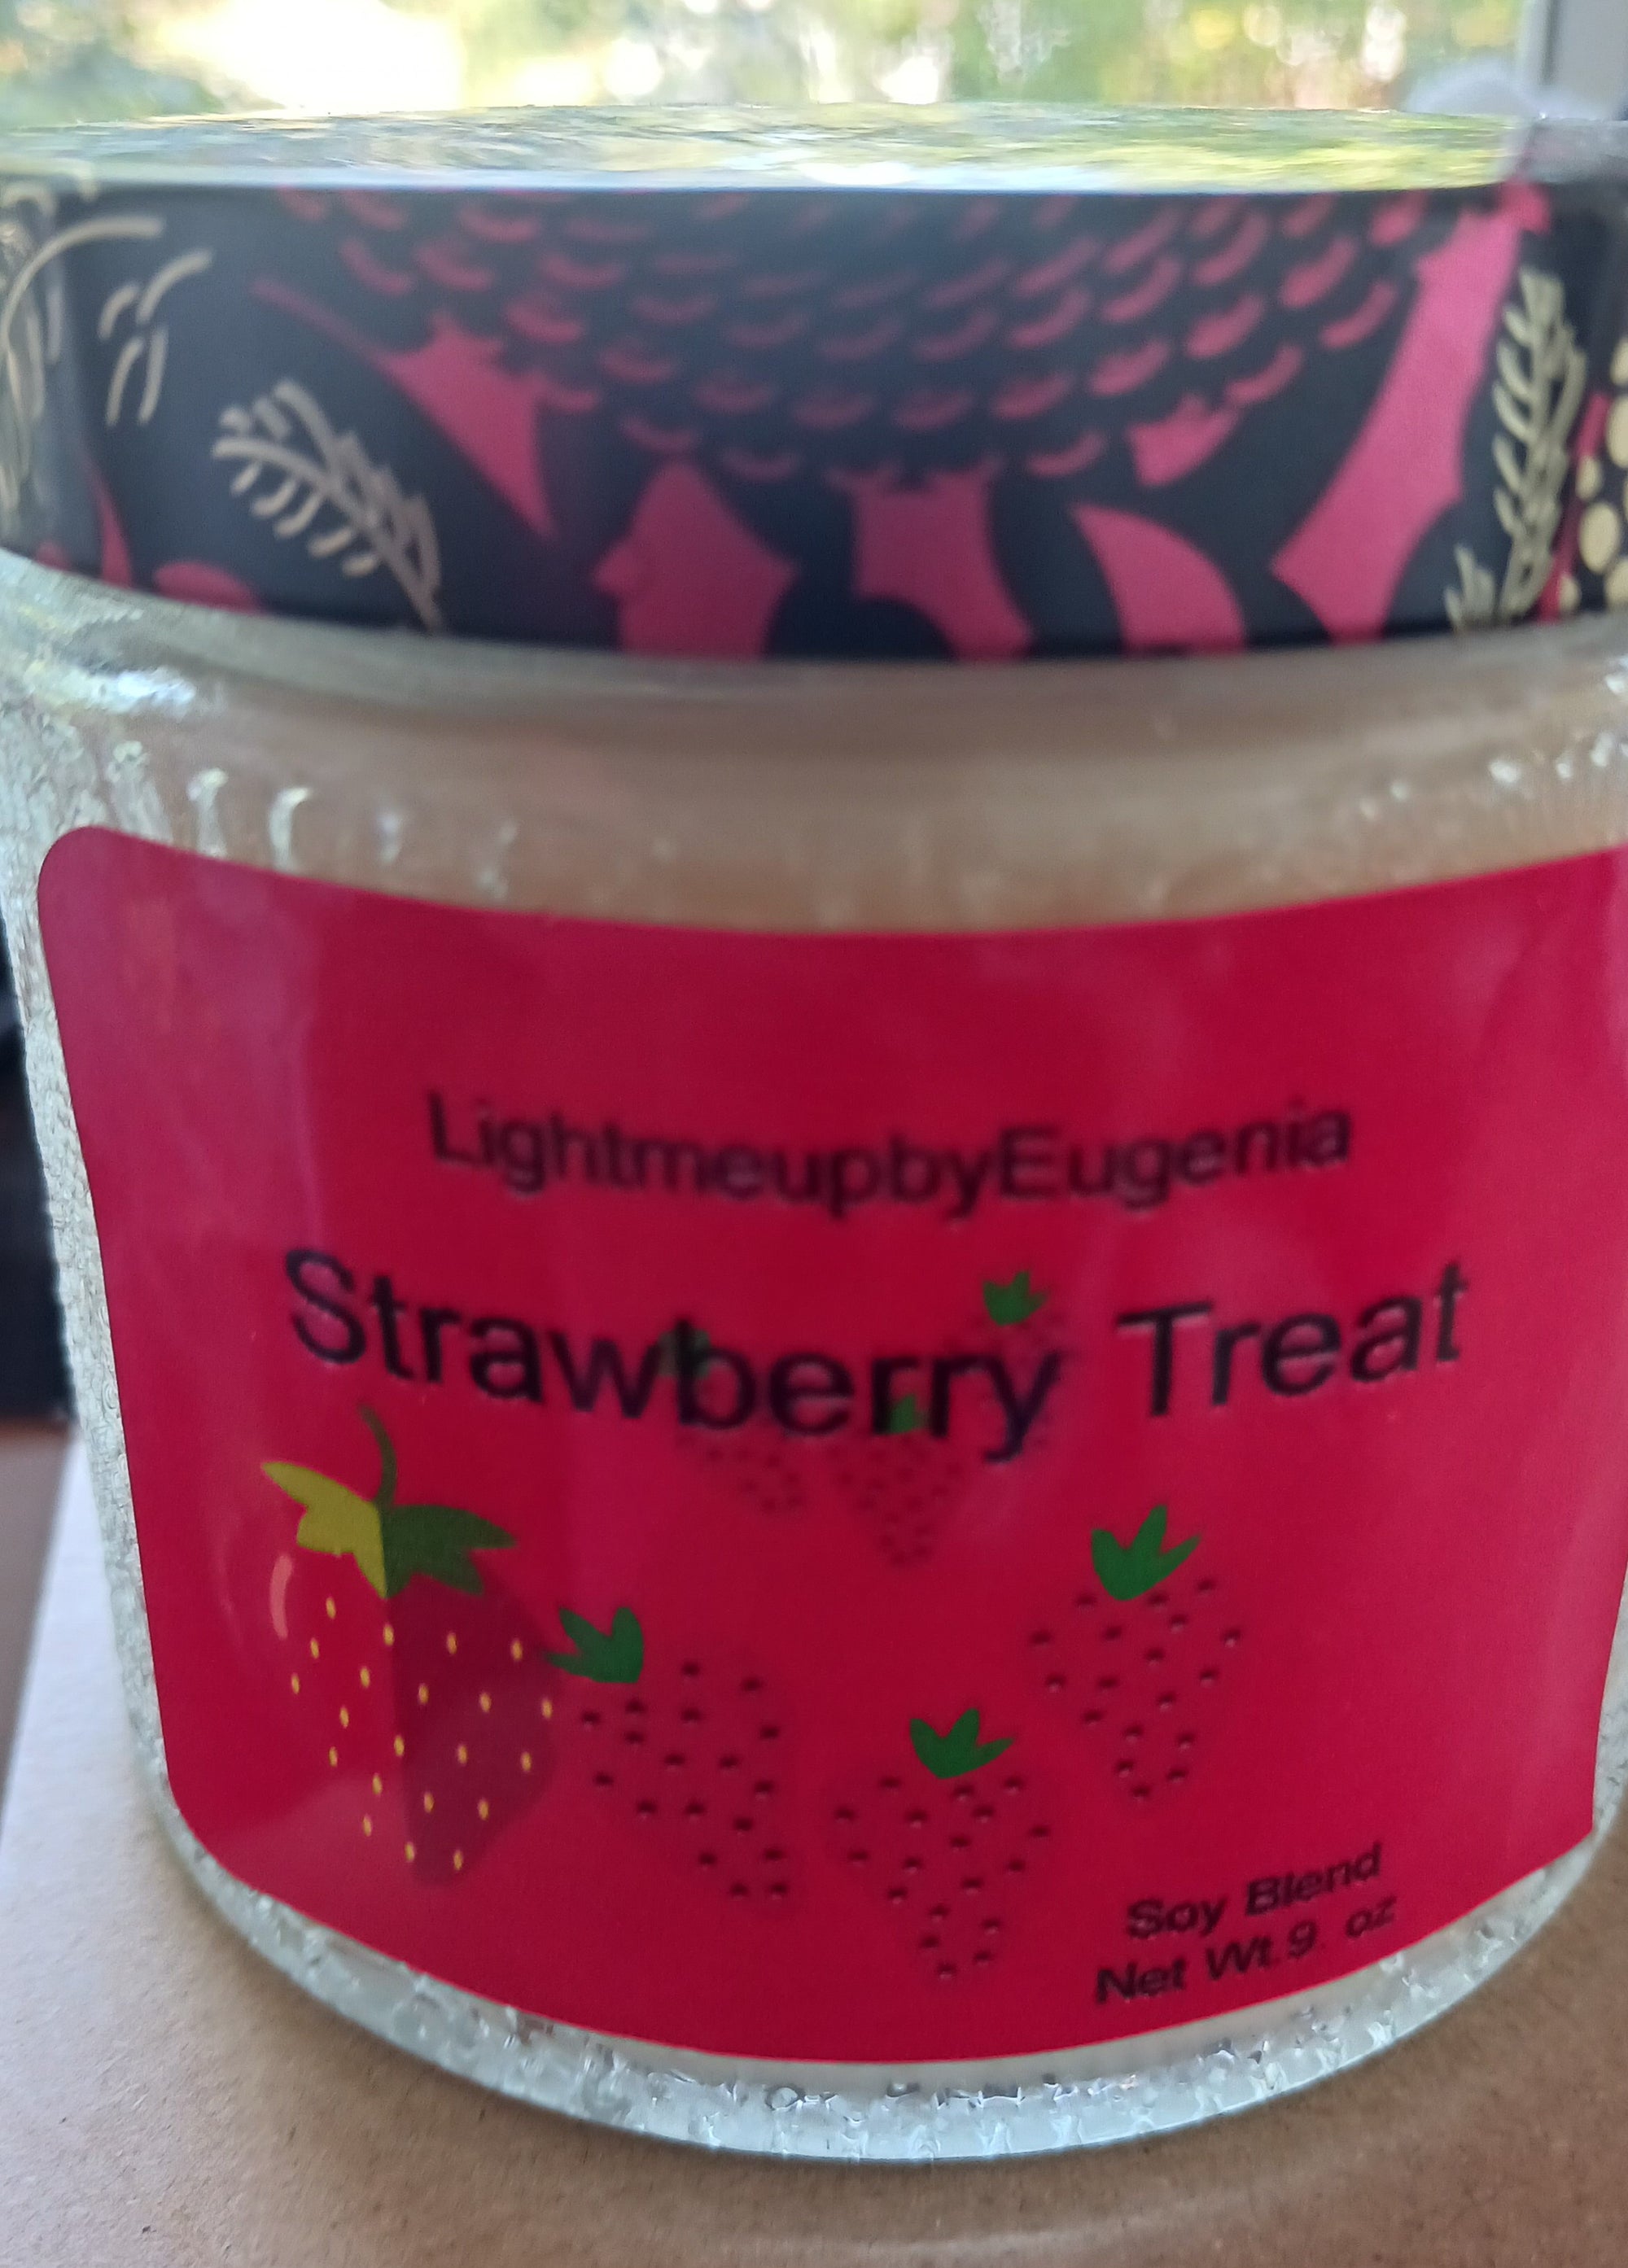 LightmeupbyEugenia
Strawberry Treat
Soy Blend
Net Wt.9. oz